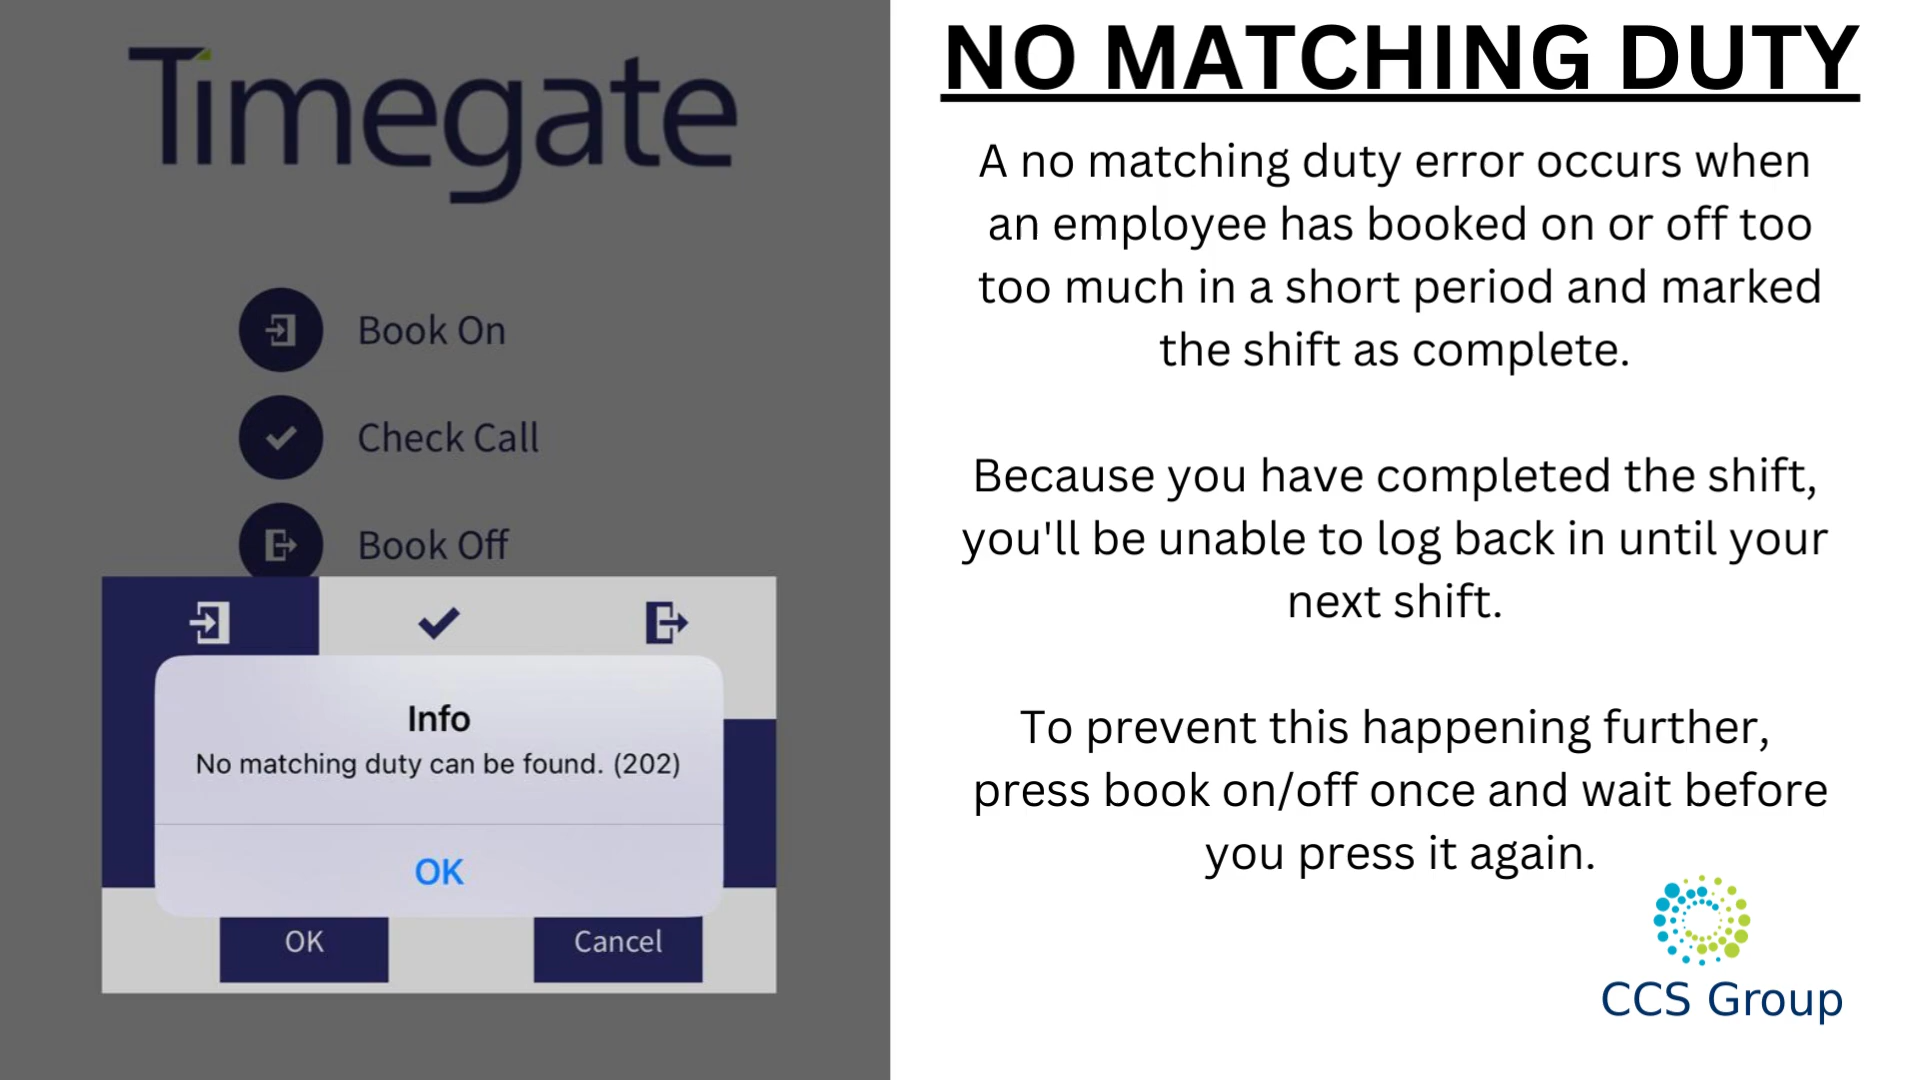 Timegate
Book On
Check Call
Book Off
Info
No matching duty can be found. (202)
OK
OK
Cancel
NO MATCHING DUTY
A no matching duty error occurs when
an employee has booked on or off too
too much in a short period and marked
the shift as complete.
Because you have completed the shift,
you'll be unable to log back in until your
next shift.
To prevent this happening further,
press book on/off once and wait before
you press it again.
CCS Group